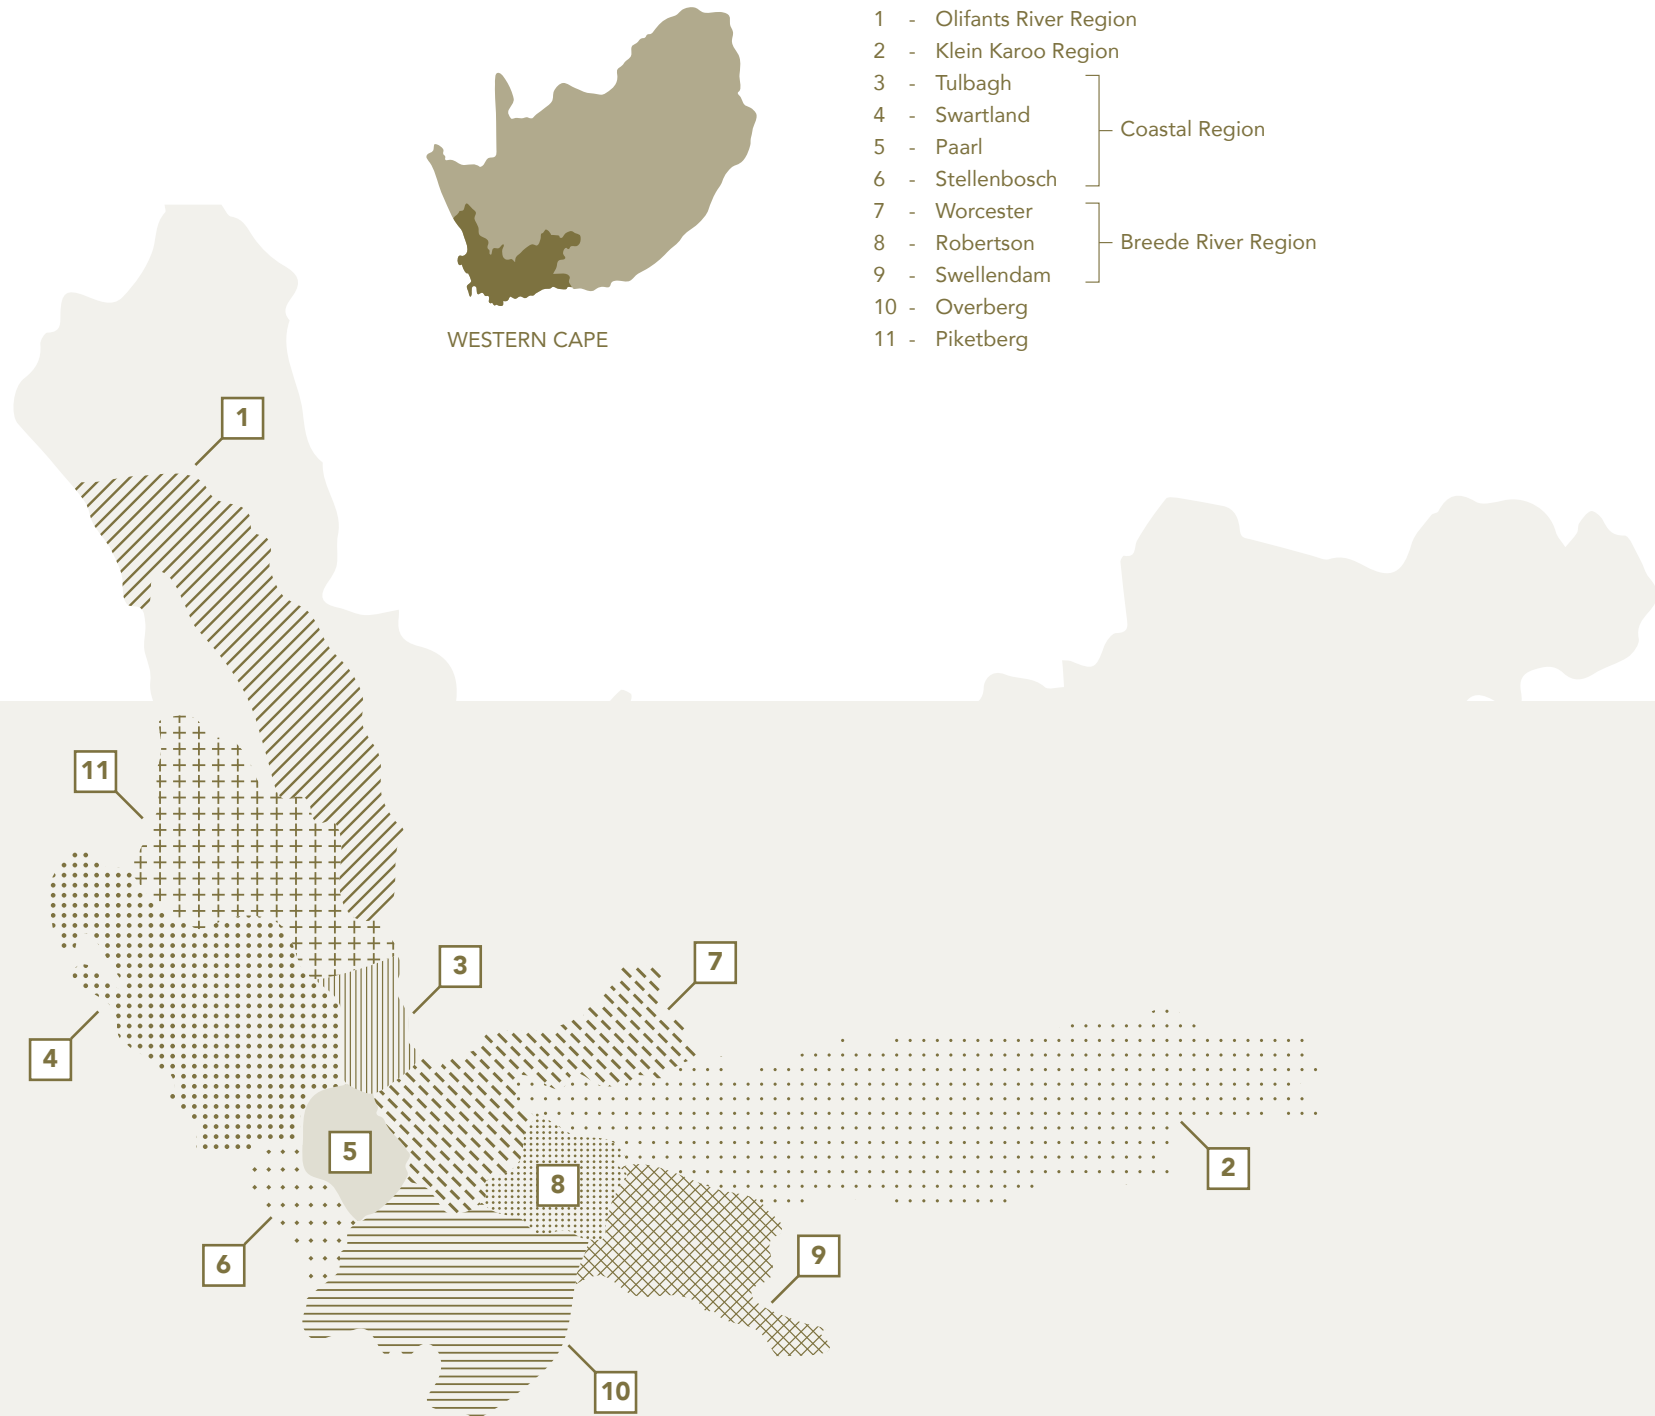 1 - Olifants River Region
2 - Klein Karoo Region
3 - Tulbagh
4 - Swartland
Coastal Region
5 - Paarl
6 - Stellenbosch
7 - Worcester
8 - Robertson
Breede River Region
9 - Swellendam
10 - Overberg
11 - Piketberg
WESTERN CAPE
1
11
3
7
4
5
2
8
6
9
10